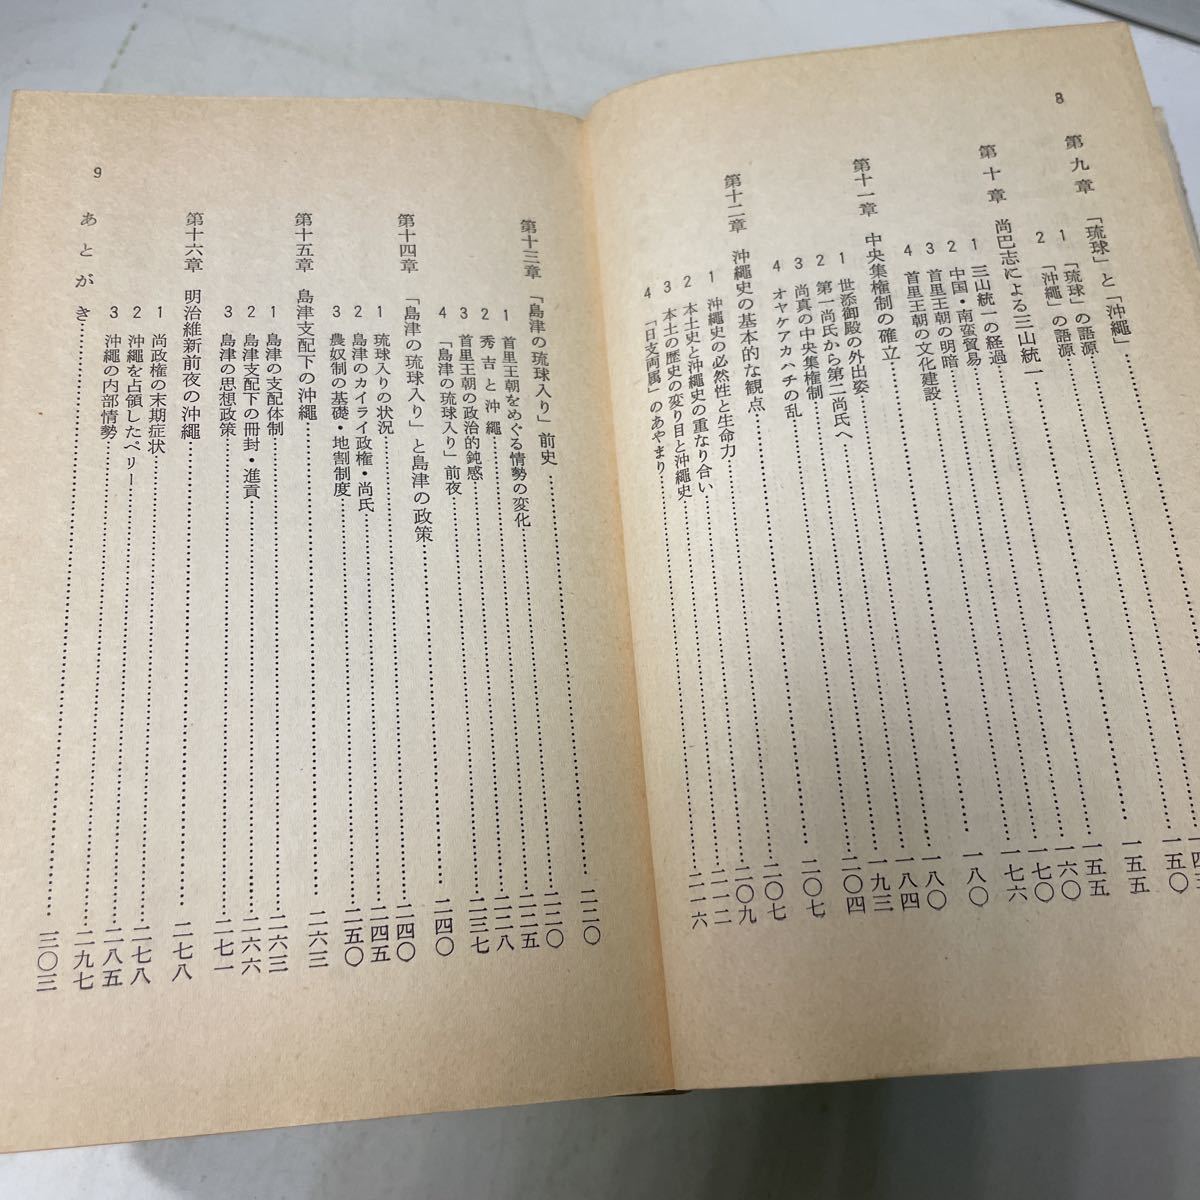 8
第九章 「琉球」と「沖縄」……
1 「琉球」の語源……一四三
2 「沖縄」の語源……一五〇
第十章 尚巴志による三山統一……一五五
1 三山統一の経過……一五五
2 中国・南蛮貿易……一六〇
3 首里王朝の明暗……一七〇
4 首里王朝の文化建設……一七六
第十一章 中央集権制の確立……一八〇
1 世添御殿の外出姿……一八〇
2 第一尚氏から第二尚氏へ……一八四
3 尚真の中央集権制……一九三
4 オヤケアカハチの乱……二〇四
第十二章 沖縄史の基本的な観点……二〇七
1 沖縄史の必然性と生命力……二〇七
2 本土史と沖縄史の重なり合い……二〇九
3 本土の歴史の変り目と沖縄史……二一二
4 「日支両属」のあやまり……二一六
第十三章 「島津の琉球入り」前史……二二〇
1 首里王朝をめぐる情勢の変化……二二〇
2 秀吉と沖縄……二二五
3 首里王朝の政治的鈍感……二二八
4 「島津の琉球入り」前夜……二三七
第十四章 「島津の琉球入り」と島津の政策……二四〇
1 琉球入りの状況……二四〇
2 島津のカイライ政権・尚氏……二四五
3 農奴制の基礎・地割制度……二五〇
第十五章 島津支配下の沖縄……二六三
1 島津の支配体制……二六三
2 島津支配下の冊封・進貢……二六六
3 島津の思想政策……二七一
第十六章 明治維新前夜の沖縄……二七八
1 尚政権の末期症状……二七八
2 沖縄を占領したペリー……二八五
3 沖縄の内部情勢……二九七
あとがき……三〇三
9